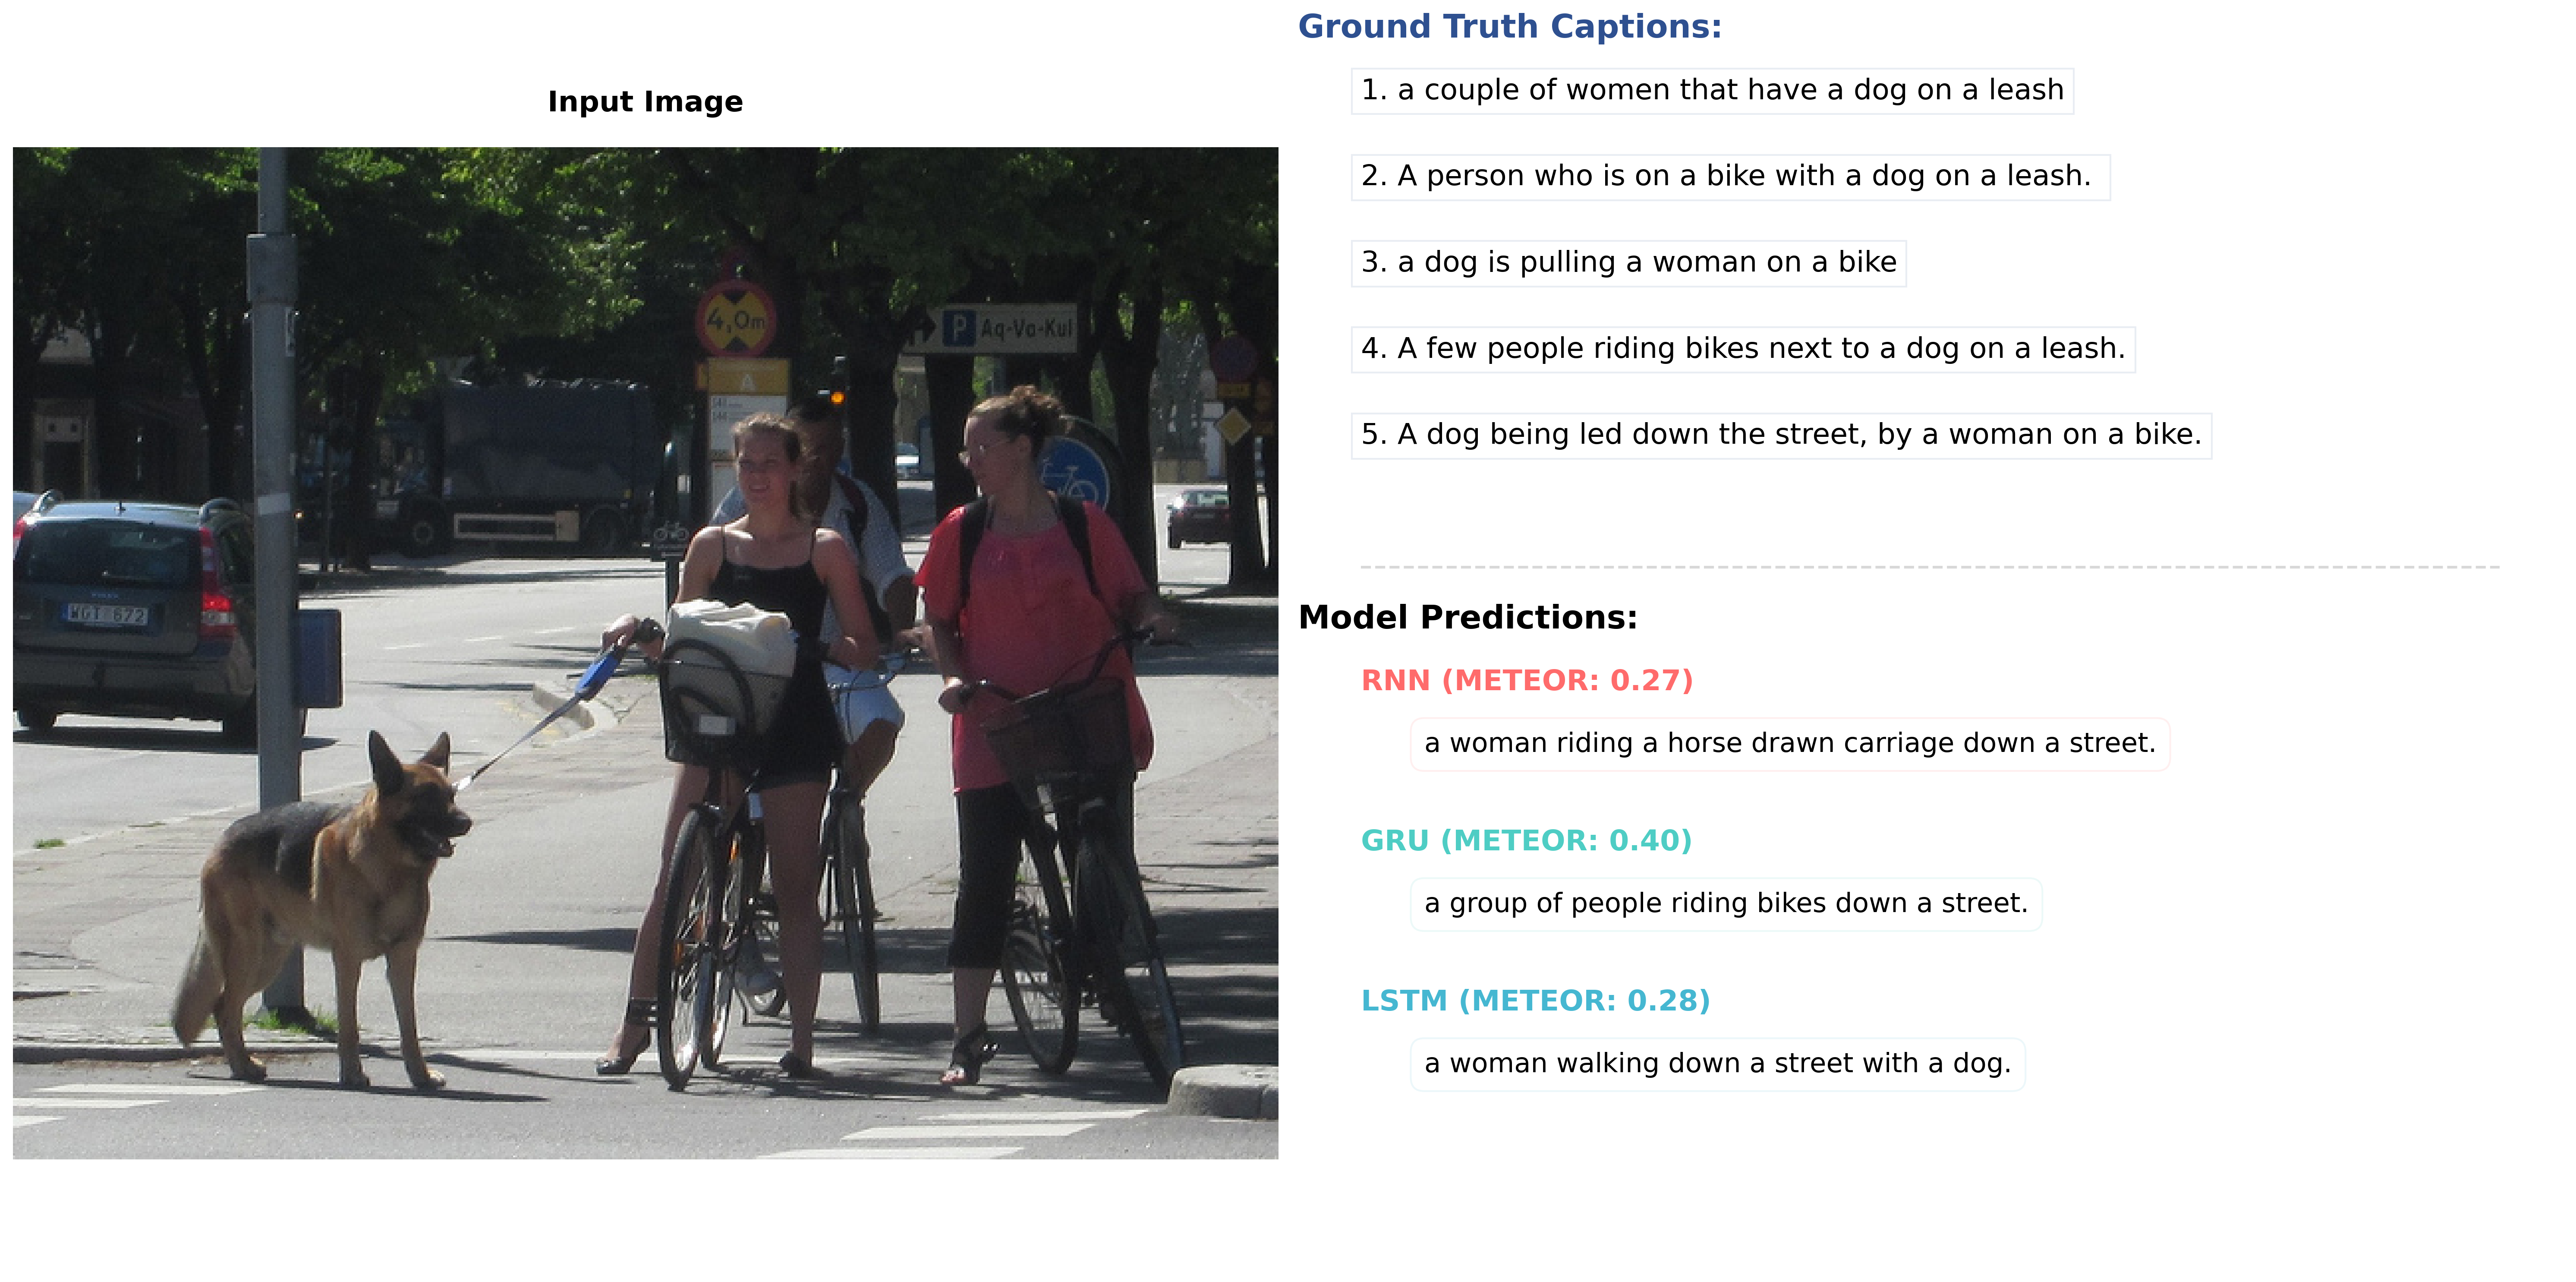 Ground Truth Captions:
1. a couple of women that have a dog on a leash
2. A person who is on a bike with a dog on a leash.
3. a dog is pulling a woman on a bike
4. A few people riding bikes next to a dog on a leash.
5. A dog being led down the street, by a woman on a bike.
Input Image
4,0m
P Aq-Va-Kul
A
WGT 672
Model Predictions:
RNN (METEOR: 0.27)
a woman riding a horse drawn carriage down a street.
GRU (METEOR: 0.40)
a group of people riding bikes down a street.
LSTM (METEOR: 0.28)
a woman walking down a street with a dog.